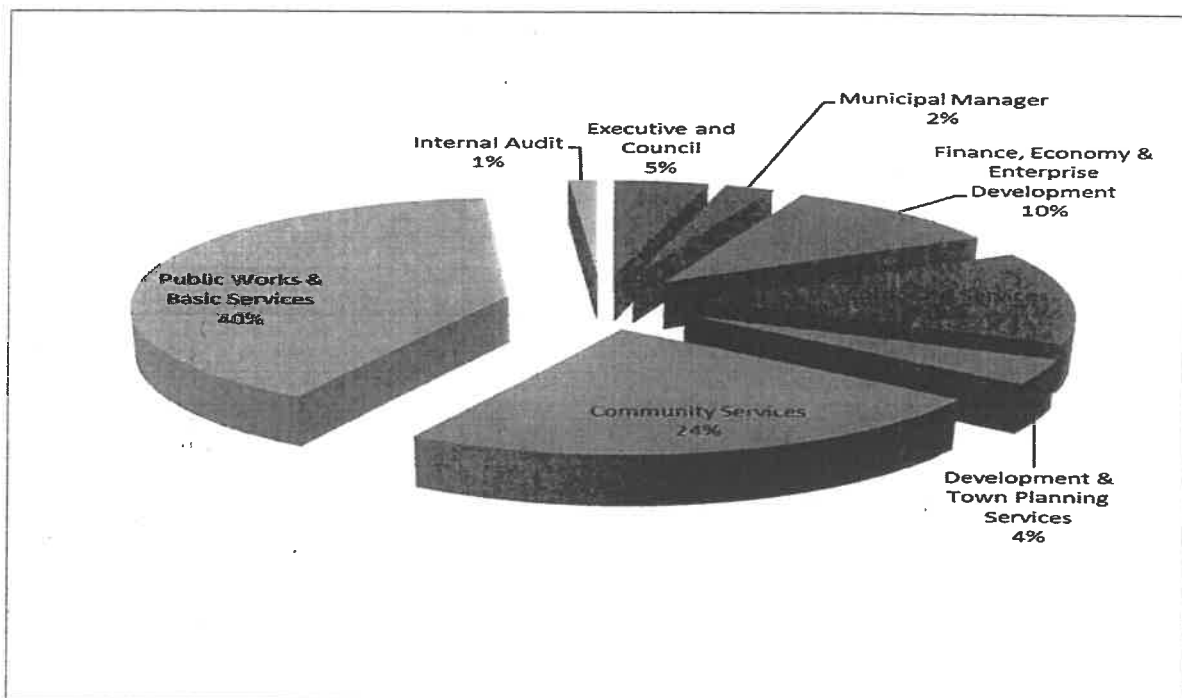 Municipal Manager
2%
Internal Audit
1%
Executive and
Council
5%
Finance, Economy &
Enterprise
Development
10%
Public Works &
Basic Services
40%
Services
Community Services
24%
Development &
Town Planning
Services
4%